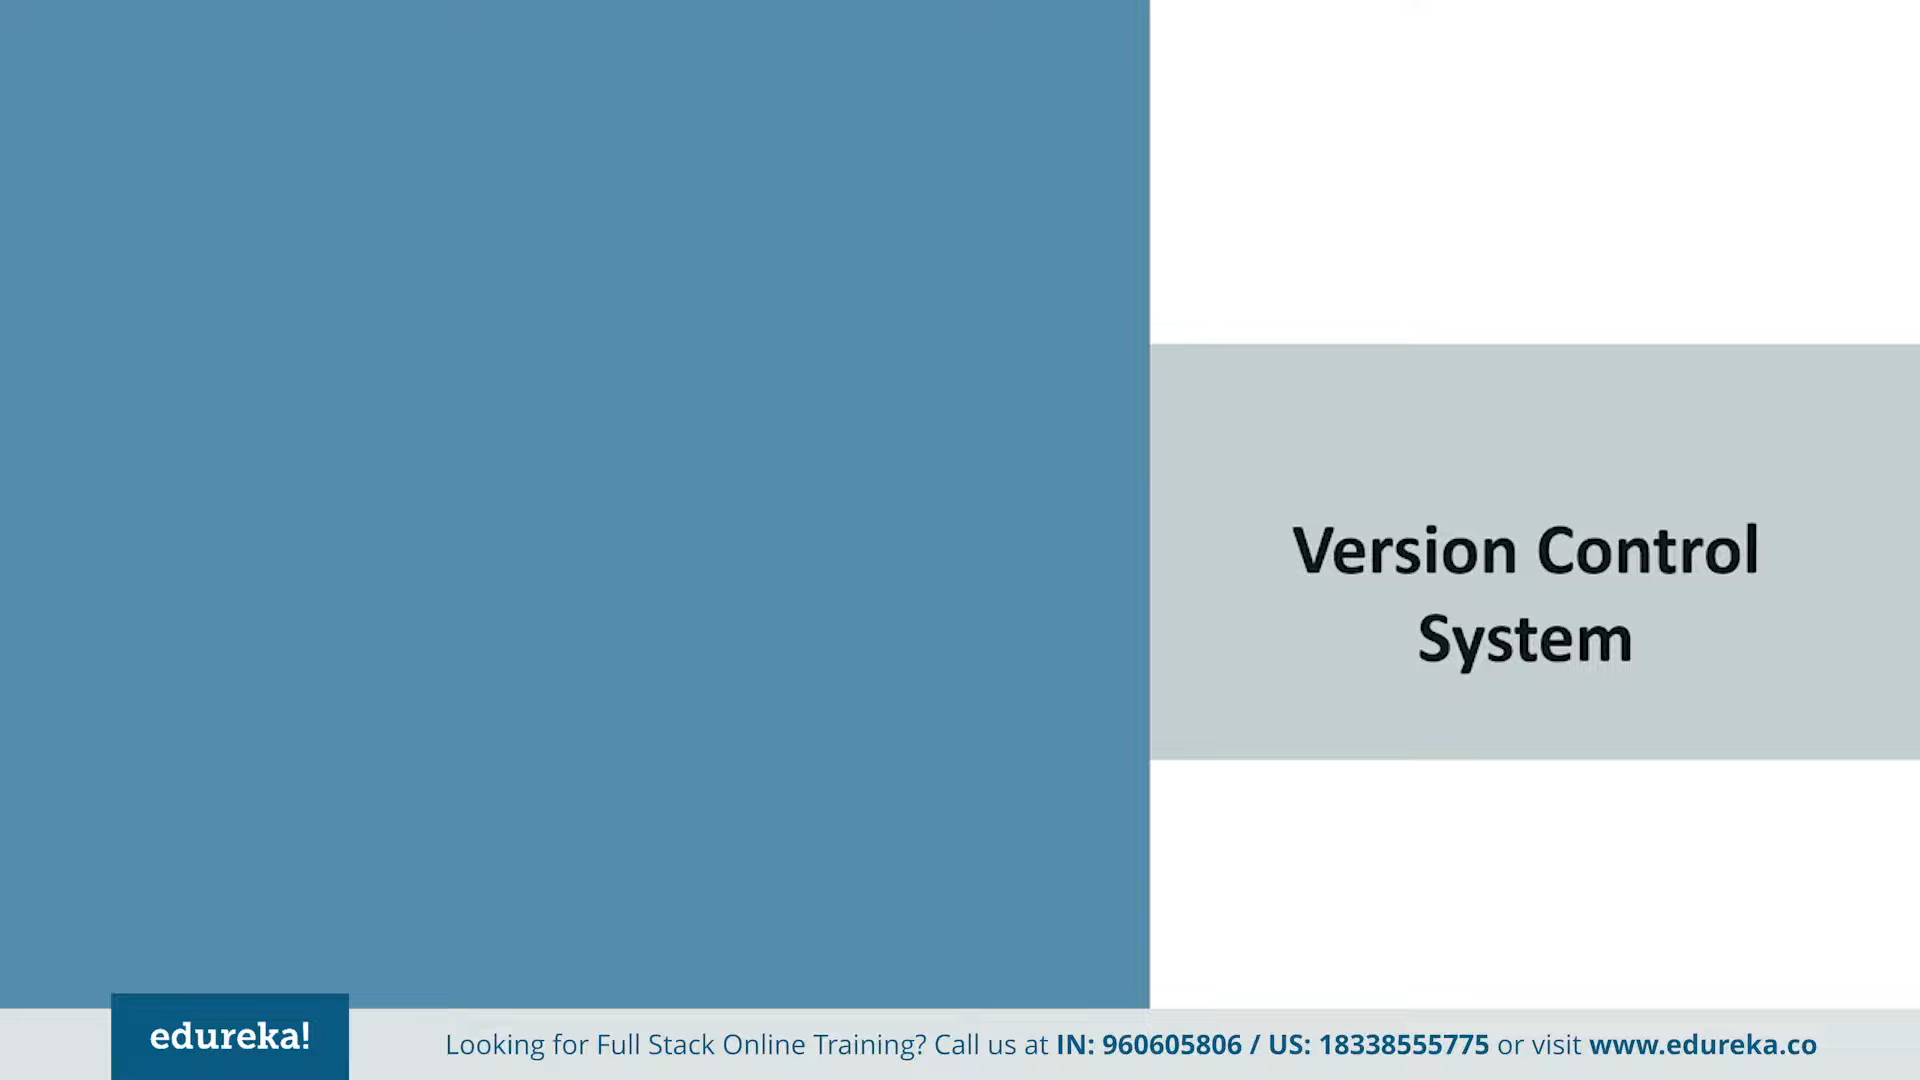 Version Control
System
edureka!
Looking for Full Stack Online Training? Call us at IN: 960605806 / US: 18338555775 or visit www.edureka.co